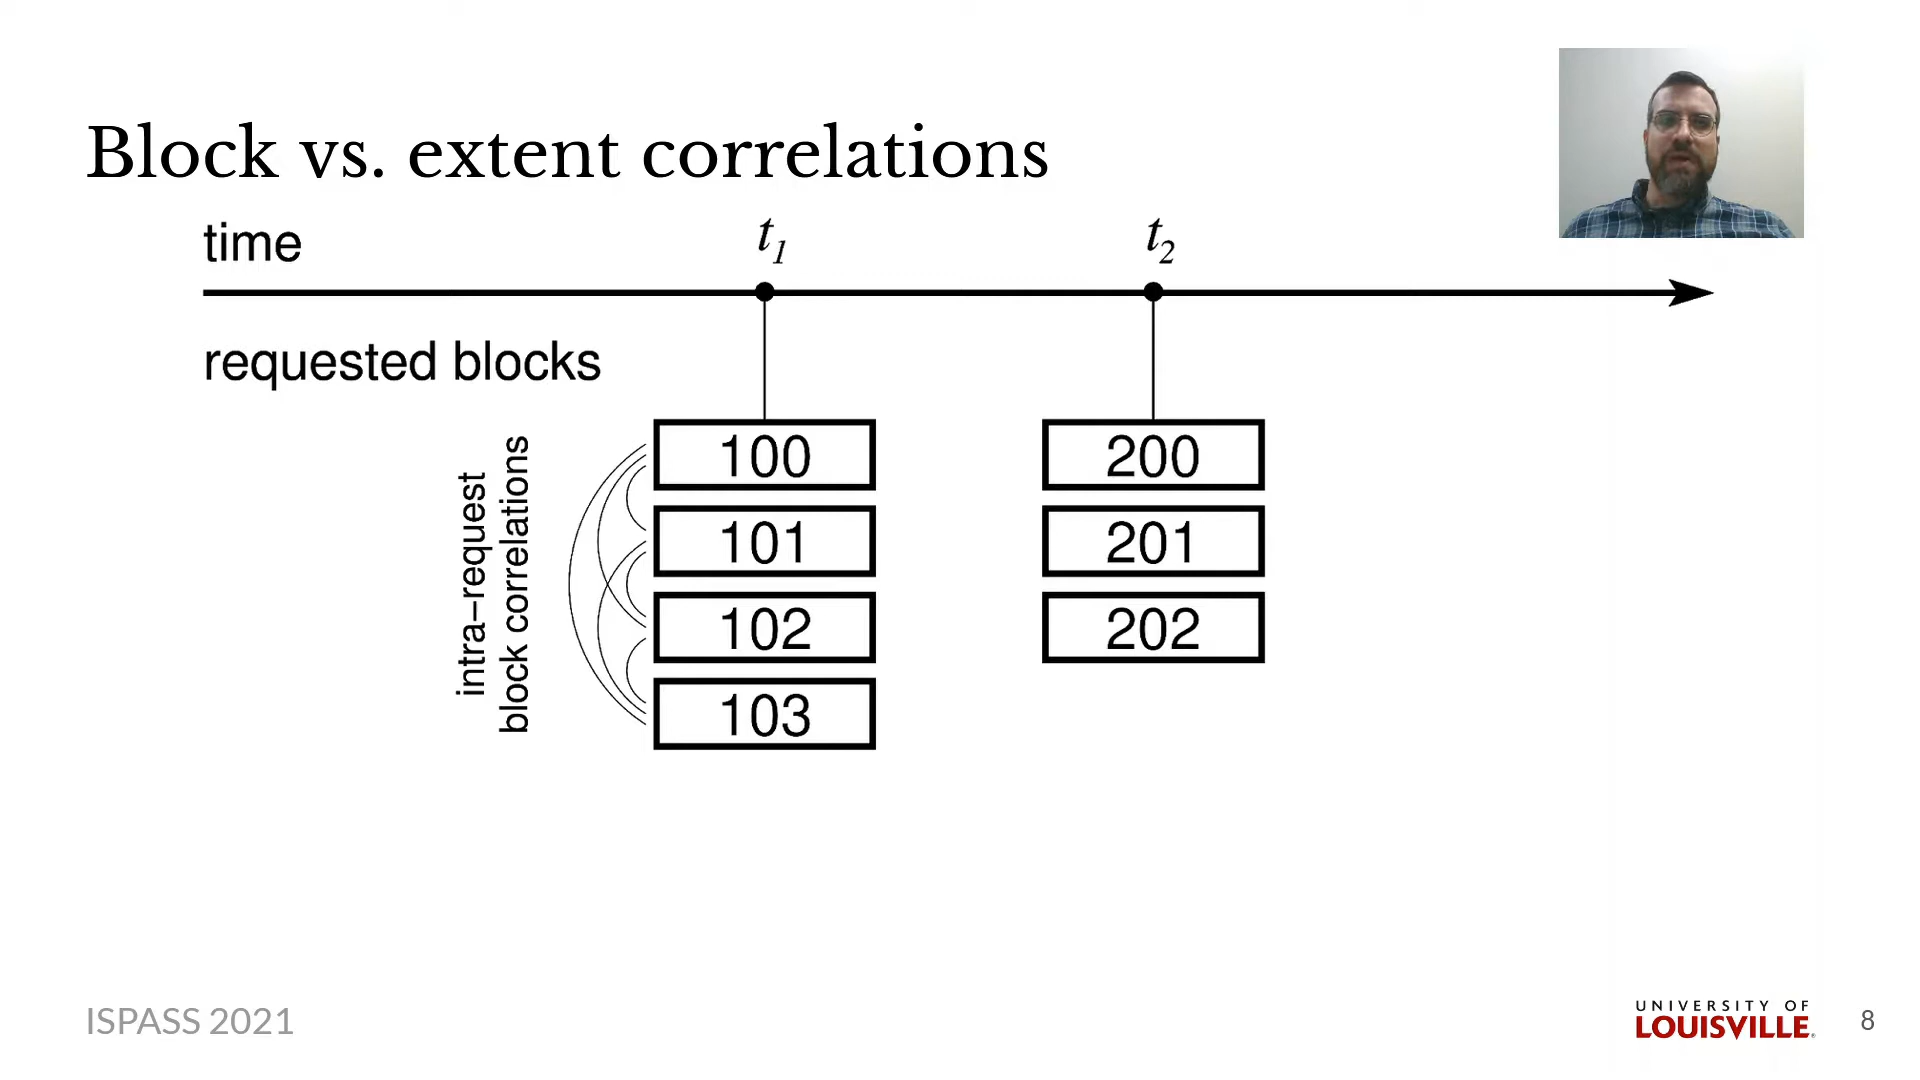 Block vs. extent correlations
time
t1
t2
requested blocks
intra-request
block correlations
100
200
101
201
102
202
103
ISPASS 2021
UNIVERSITY OF
LOUISVILLE
8